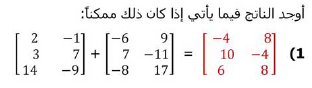 أوجد الناتج فيما يأتي إذا كان ذلك ممكناً:
(1
[ 2 -1 ] [ -6 9 ] [ -4 8 ]
[ 3 7 ] + [ 7 -11 ] = [ 10 -4 ]
[ 14 -9 ] [ -8 17 ] [ 6 8 ]